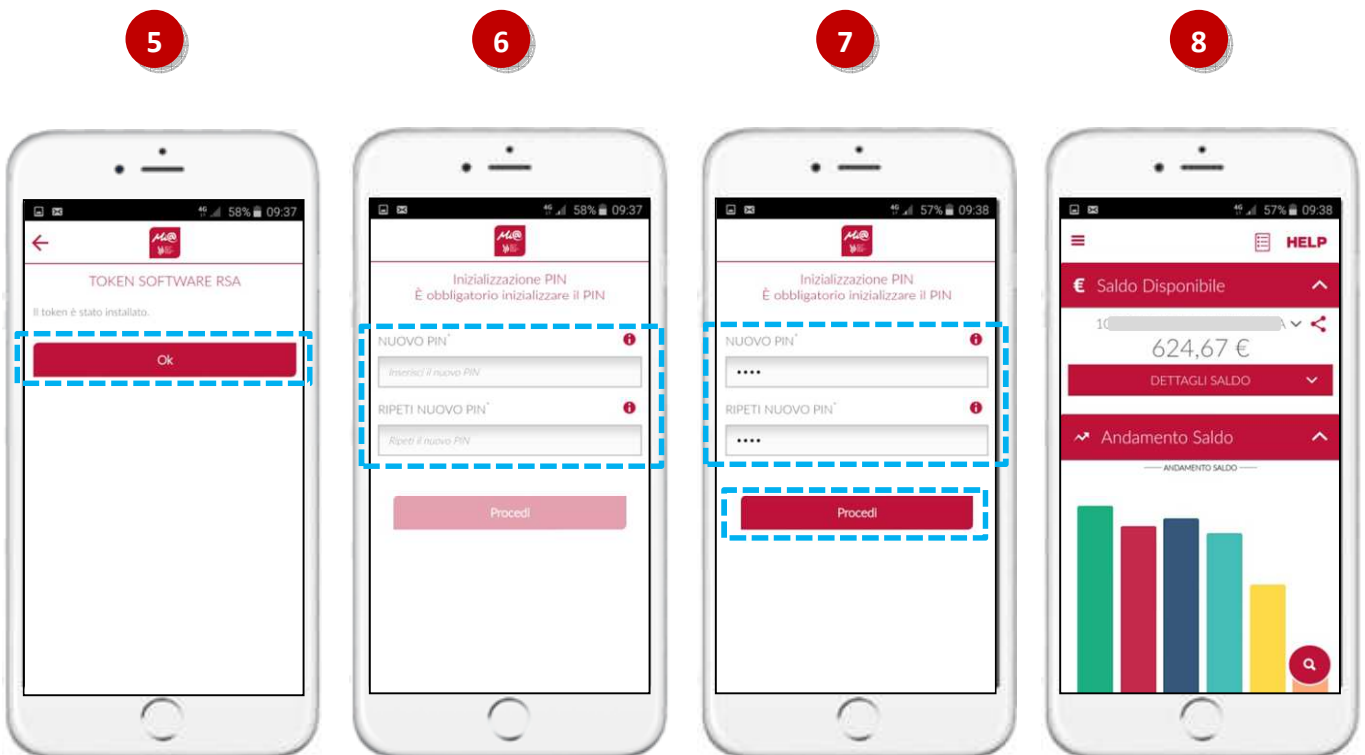 5
6
7
8
4G 58% 09:37
TOKEN SOFTWARE RSA
Il token è stato installato.
Ok
4G 58% 09:37
Inizializzazione PIN
È obbligatorio inizializzare il PIN
NUOVO PIN*
Inserisci il nuovo PIN
RIPETI NUOVO PIN*
Ripeti il nuovo PIN
Procedi
4G 57% 09:38
Inizializzazione PIN
È obbligatorio inizializzare il PIN
NUOVO PIN*
••••
RIPETI NUOVO PIN*
••••
Procedi
4G 57% 09:38
HELP
€ Saldo Disponibile
10
624,67 €
DETTAGLI SALDO
Andamento Saldo
ANDAMENTO SALDO